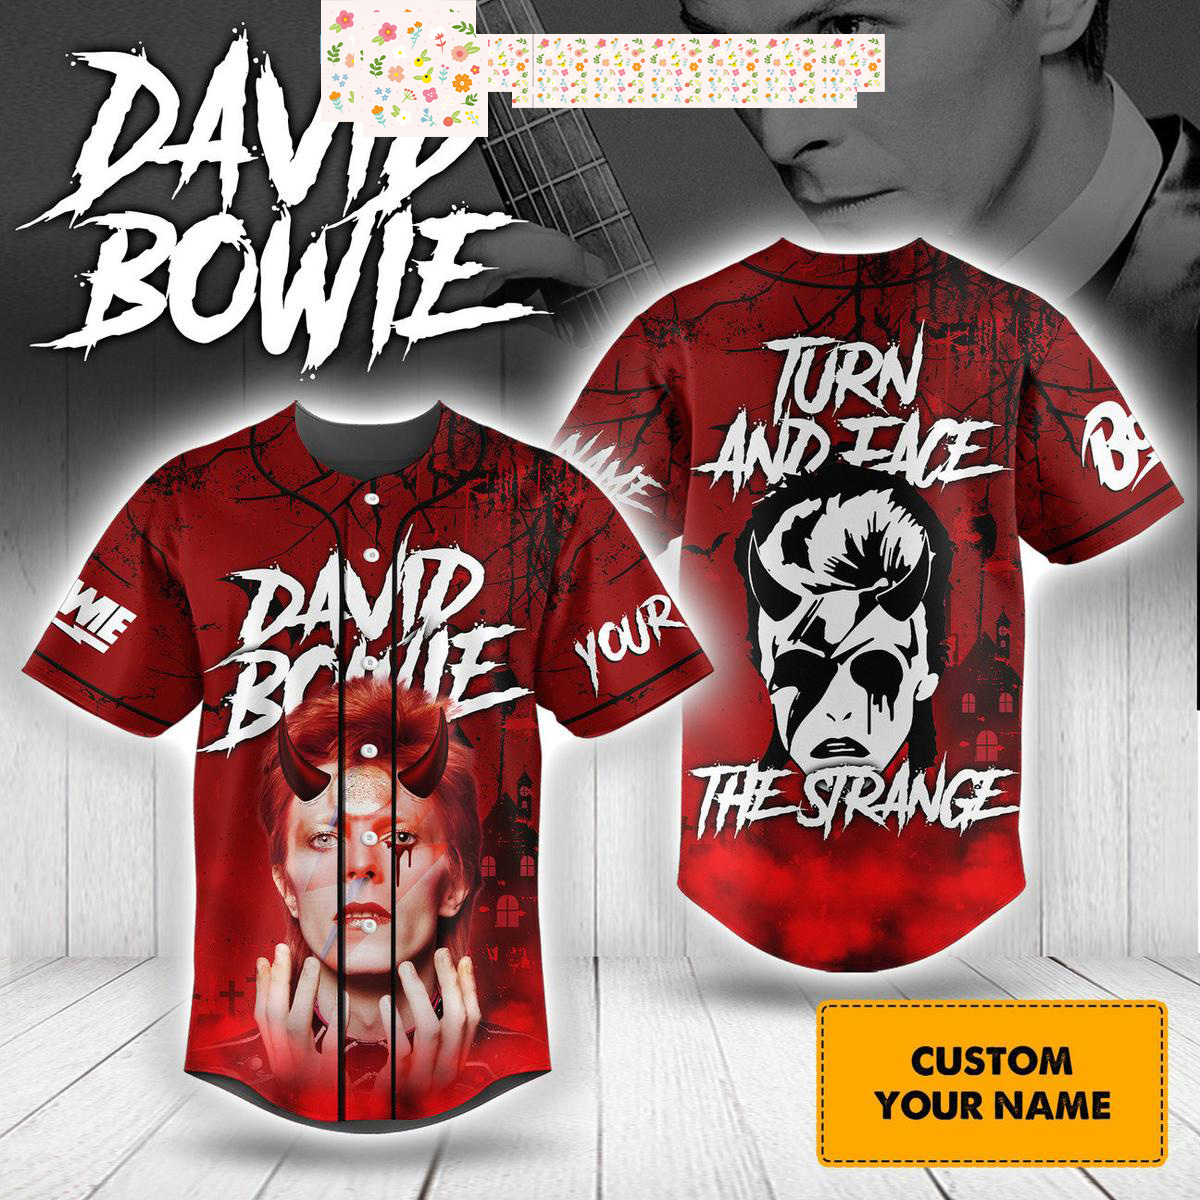 DAVID
BOWIE
TURN
AND FACE
THE STRANGE
NAME
DAVID
BOWIE
YOUR
CUSTOM
YOUR NAME